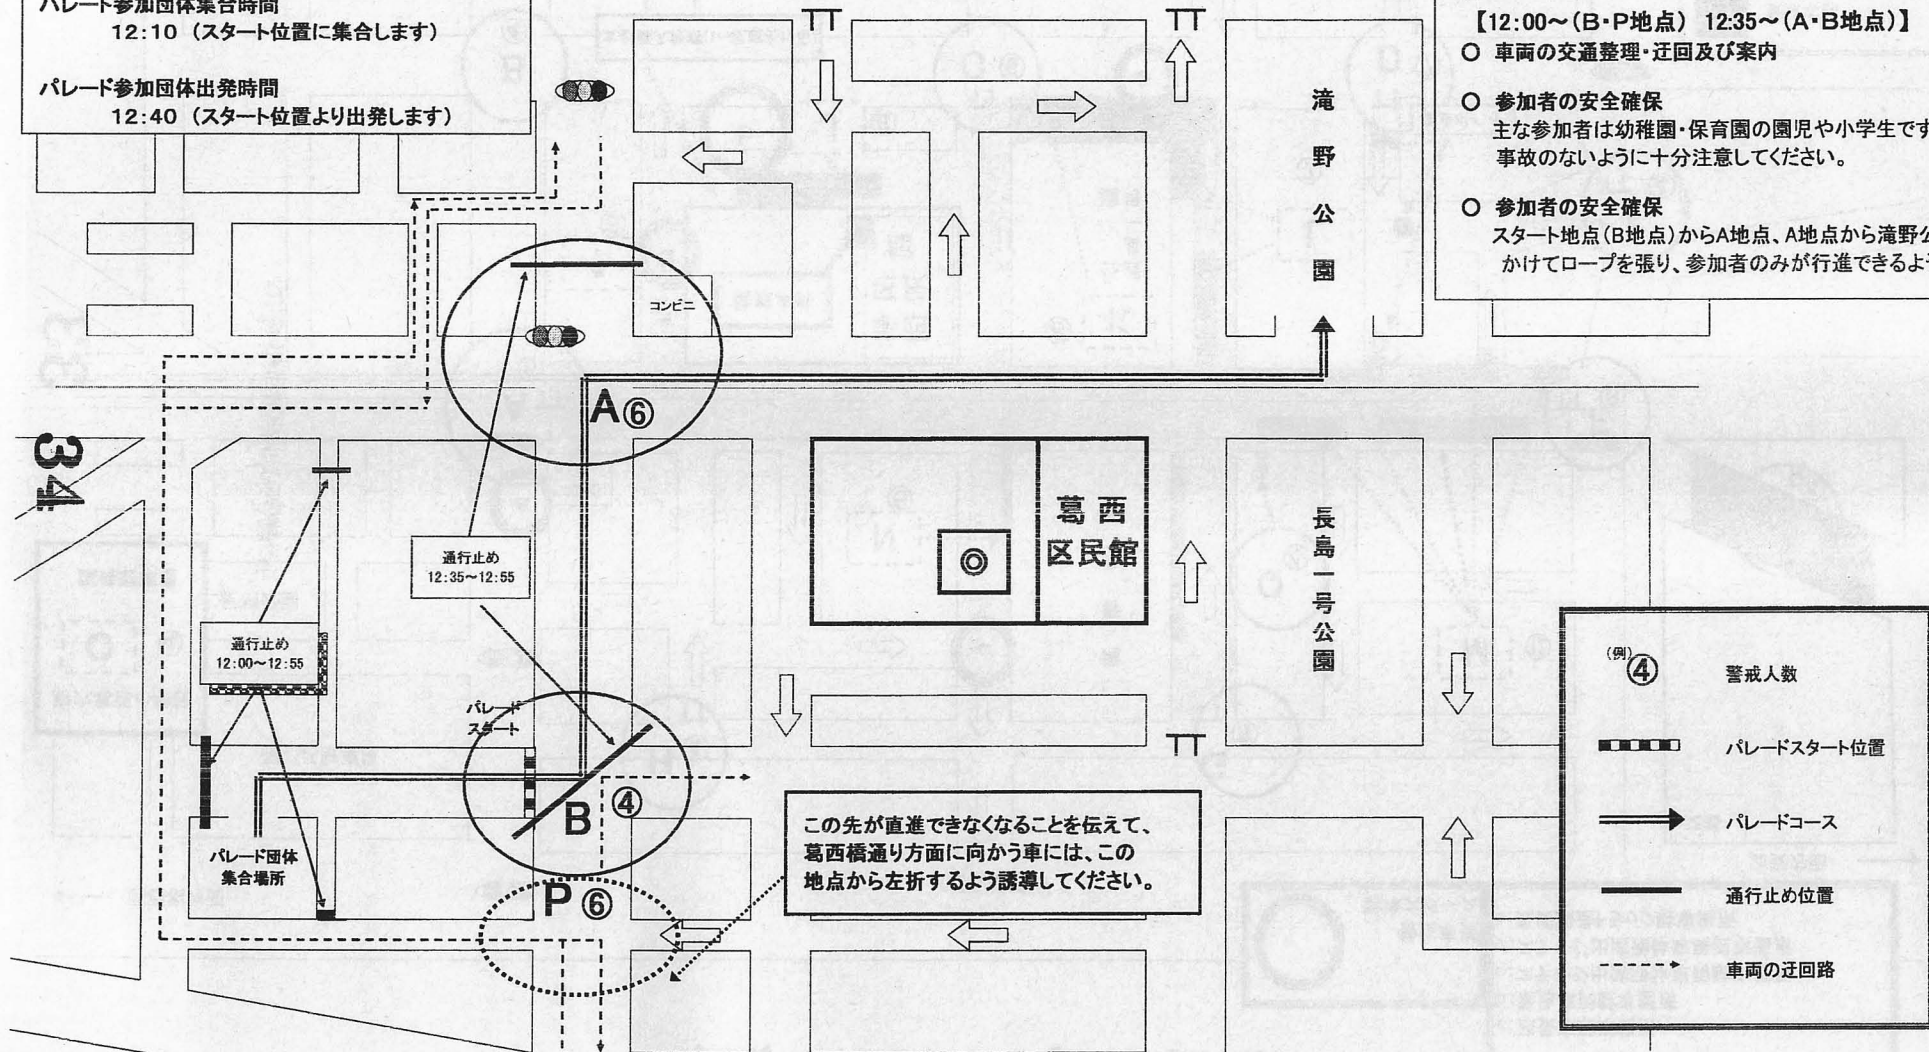 パレード参加団体集合時間
12:10 (スタート位置に集合します)
パレード参加団体出発時間
12:40 (スタート位置より出発します)
【12:00～(B・P地点) 12:35～(A・B地点)】
○ 車両の交通整理・迂回及び案内
○ 参加者の安全確保
主な参加者は幼稚園・保育園の園児や小学生です
事故のないように十分注意してください。
○ 参加者の安全確保
スタート地点(B地点)からA地点、A地点から滝野公
かけてロープを張り、参加者のみが行進できるよ
滝野公園
コンビニ
A⑥
34
葛西
区民館
◎
長島一号公園
通行止め
12:35～12:55
通行止め
12:00～12:55
パレード
スタート
B ④
パレード団体
集合場所
P ⑥
この先が直進できなくなることを伝えて、
葛西橋通り方面に向かう車には、この
地点から左折するよう誘導してください。
(例)④ 警戒人数
パレードスタート位置
パレードコース
通行止め位置
車両の迂回路